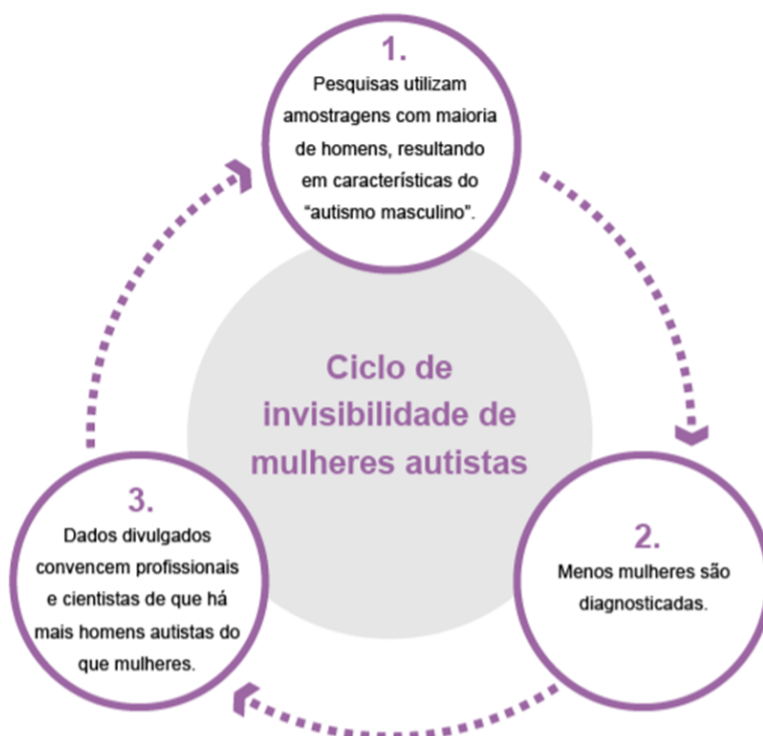 1.
Pesquisas utilizam
amostragens com maioria
de homens, resultando
em características do
“autismo masculino”.
Ciclo de
invisibilidade de
mulheres autistas
2.
Menos mulheres são
diagnosticadas.
3.
Dados divulgados
convencem profissionais
e cientistas de que há
mais homens autistas do
que mulheres.